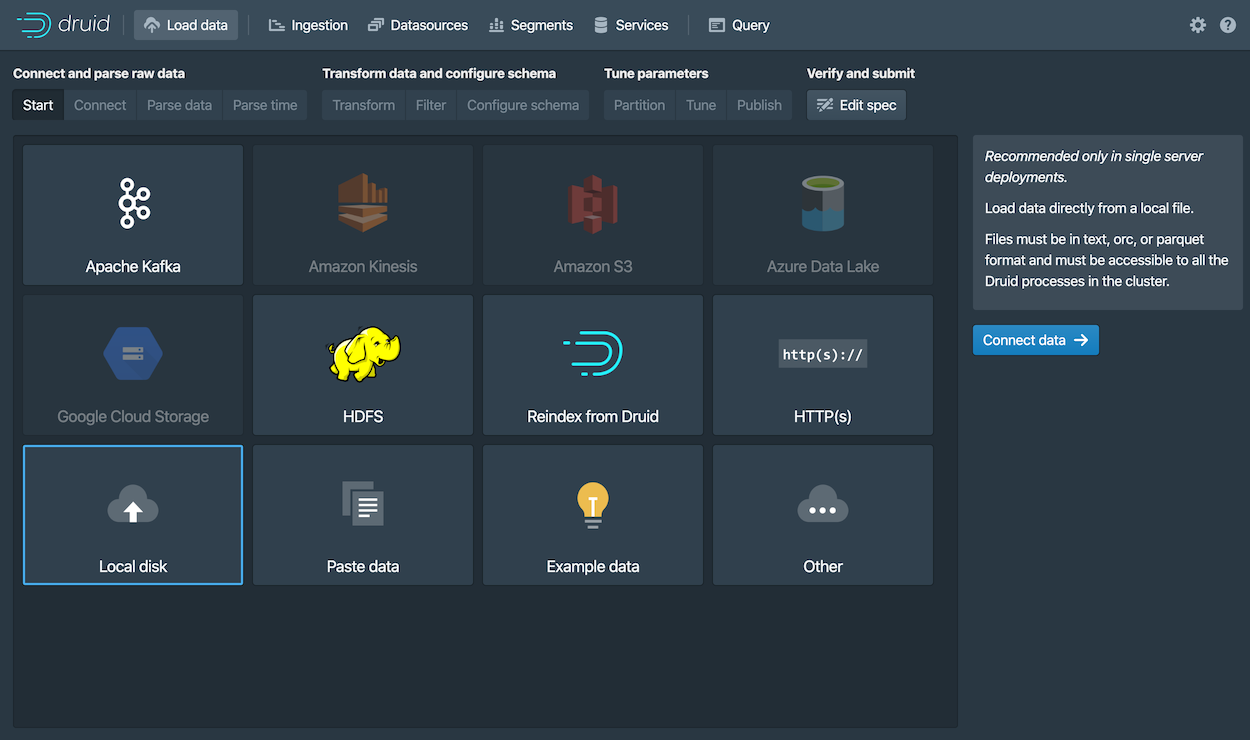 druid
Load data
Ingestion
Datasources
Segments
Services
Query
Connect and parse raw data
Transform data and configure schema
Tune parameters
Verify and submit
Start
Connect
Parse data
Parse time
Transform
Filter
Configure schema
Partition
Tune
Publish
Edit spec
Apache Kafka
Amazon Kinesis
Amazon S3
Azure Data Lake
Google Cloud Storage
HDFS
Reindex from Druid
http(s)://
HTTP(s)
Local disk
Paste data
Example data
Other
Recommended only in single server
deployments.
Load data directly from a local file.
Files must be in text, orc, or parquet
format and must be accessible to all the
Druid processes in the cluster.
Connect data